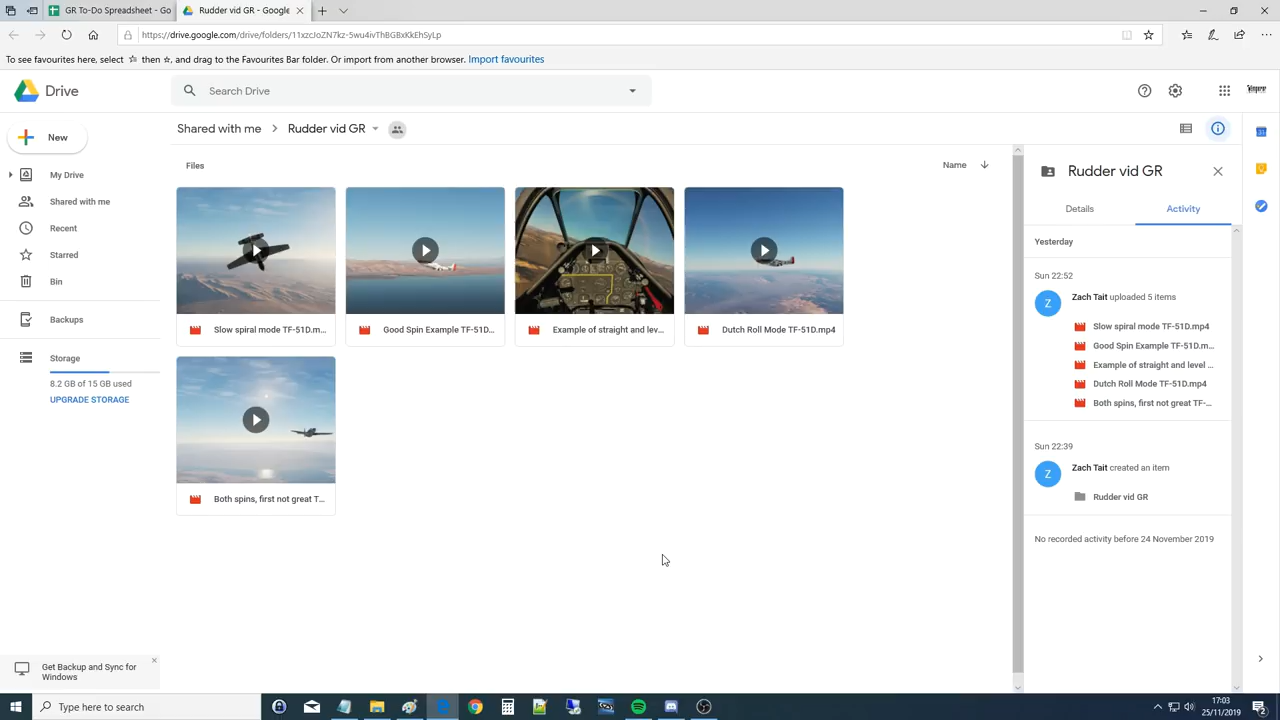 GR To-Do Spreadsheet - Go
Rudder vid GR - Google
https://drive.google.com/drive/folders/11xzcJoZN7kz-5wu4ivThBGBxKkEhSyLp
To see favourites here, select ☆ then ☆, and drag to the Favourites Bar folder. Or import from another browser. Import favourites
Drive
Search Drive
New
Shared with me > Rudder vid GR
My Drive
Shared with me
Recent
Starred
Bin
Backups
Storage
8.2 GB of 15 GB used
UPGRADE STORAGE
Get Backup and Sync for
Windows
Files
Name
Slow spiral mode TF-51D.m...
Good Spin Example TF-51D...
Example of straight and lev...
Dutch Roll Mode TF-51D.mp4
Both spins, first not great T...
Rudder vid GR
Details
Activity
Yesterday
Sun 22:52
Z
Zach Tait uploaded 5 items
Slow spiral mode TF-51D.mp4
Good Spin Example TF-51D.m...
Example of straight and level ...
Dutch Roll Mode TF-51D.mp4
Both spins, first not great TF-...
Sun 22:39
Z
Zach Tait created an item
Rudder vid GR
No recorded activity before 24 November 2019
Type here to search
17:03
25/11/2019
2